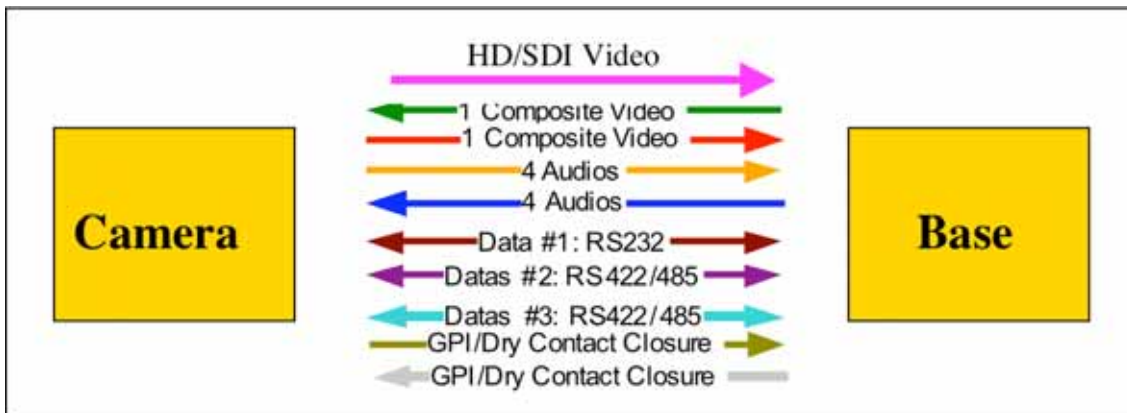 HD/SDI Video
1 Composite Video
1 Composite Video
4 Audios
4 Audios
Camera
Base
Data #1: RS232
Datas #2: RS422/485
Datas #3: RS422/485
GPI/Dry Contact Closure
GPI/Dry Contact Closure